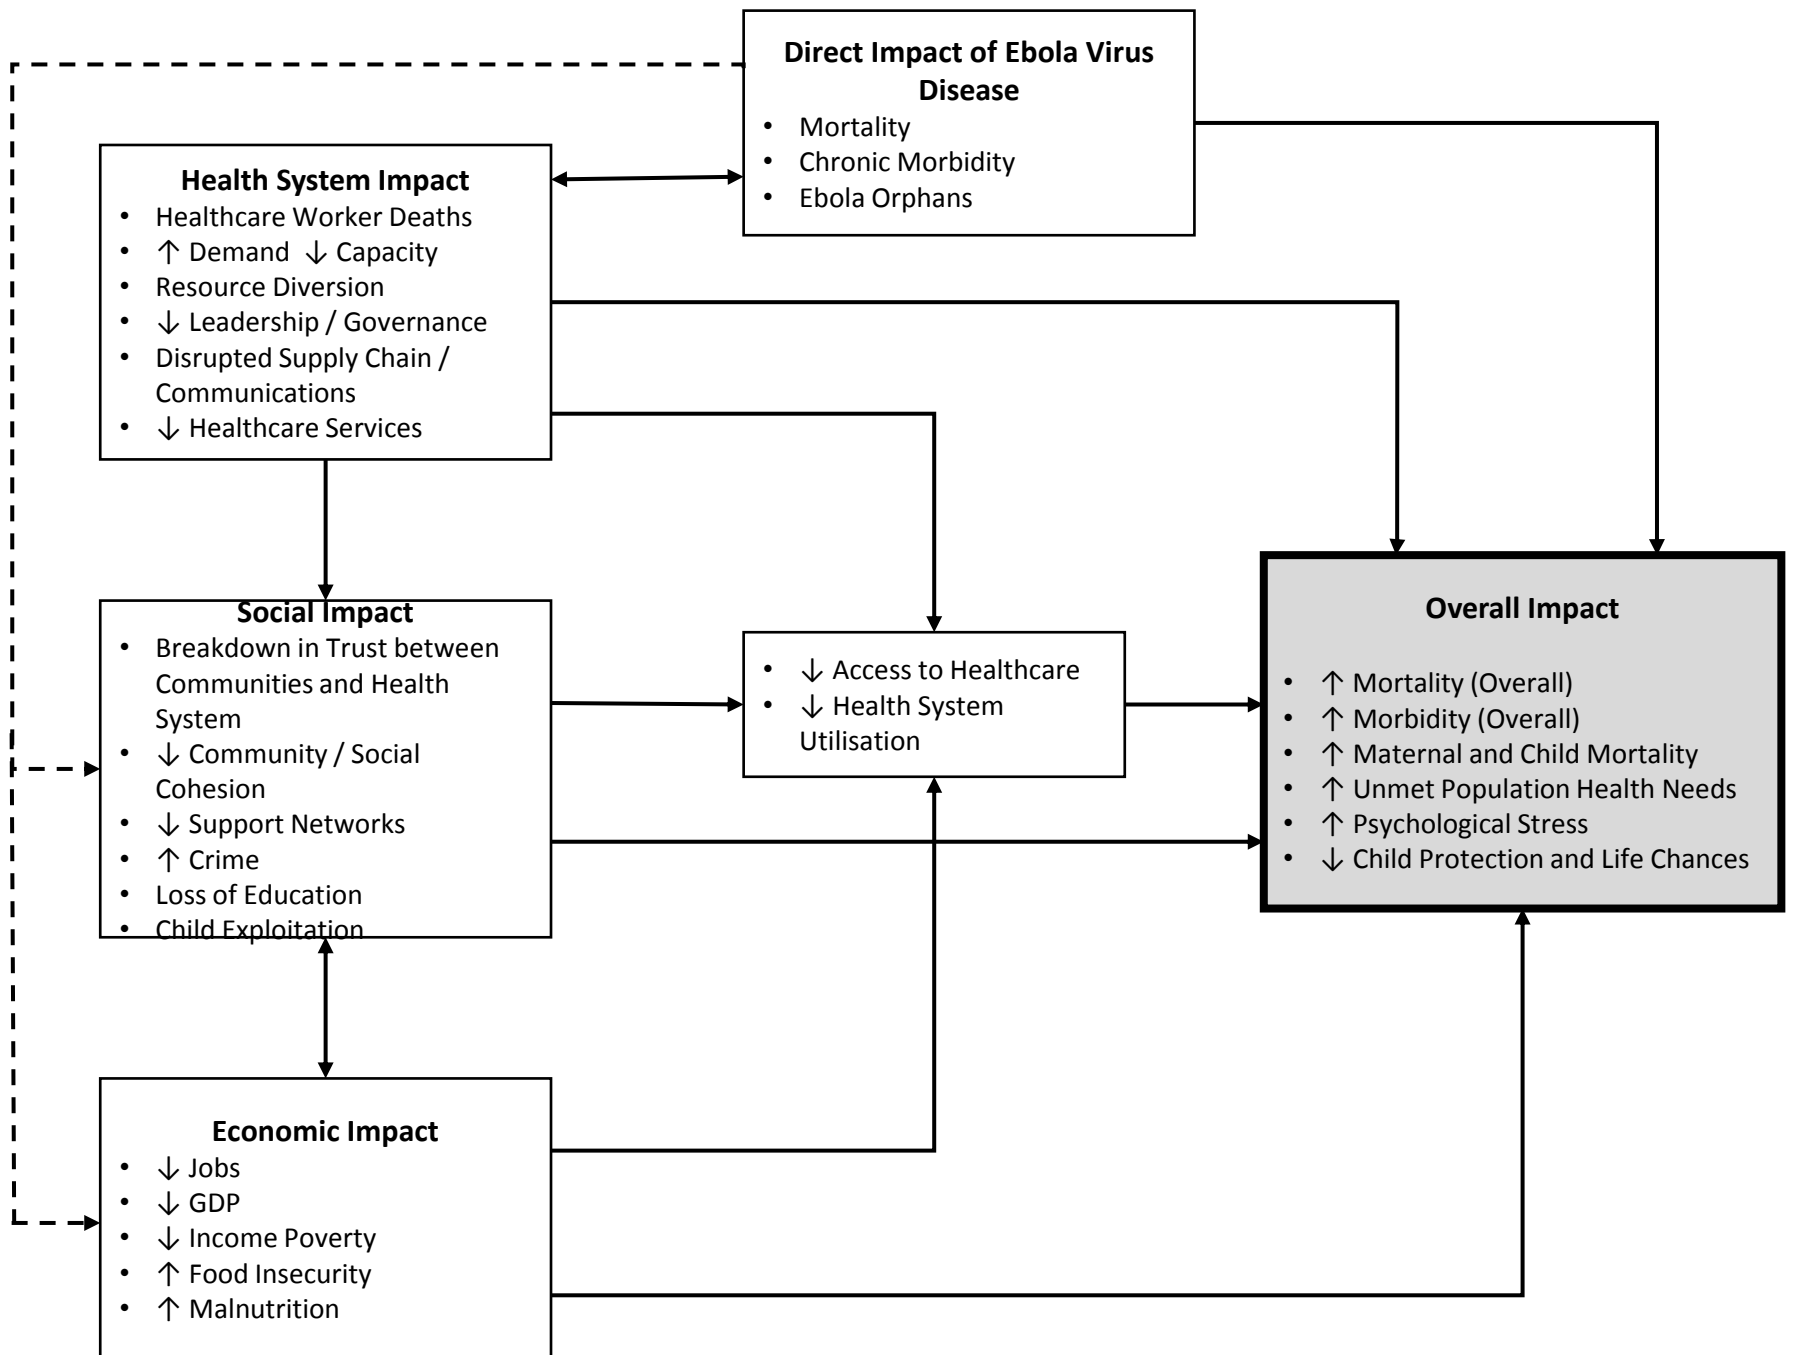 Direct Impact of Ebola Virus
Disease
• Mortality
• Chronic Morbidity
• Ebola Orphans
Health System Impact
• Healthcare Worker Deaths
• ↑ Demand ↓ Capacity
• Resource Diversion
• ↓ Leadership / Governance
• Disrupted Supply Chain /
Communications
• ↓ Healthcare Services
Social Impact
• Breakdown in Trust between
Communities and Health
System
• ↓ Community / Social
Cohesion
• ↓ Support Networks
• ↑ Crime
• Loss of Education
• Child Exploitation
• ↓ Access to Healthcare
• ↓ Health System
Utilisation
Overall Impact
• ↑ Mortality (Overall)
• ↑ Morbidity (Overall)
• ↑ Maternal and Child Mortality
• ↑ Unmet Population Health Needs
• ↑ Psychological Stress
• ↓ Child Protection and Life Chances
Economic Impact
• ↓ Jobs
• ↓ GDP
• ↓ Income Poverty
• ↑ Food Insecurity
• ↑ Malnutrition